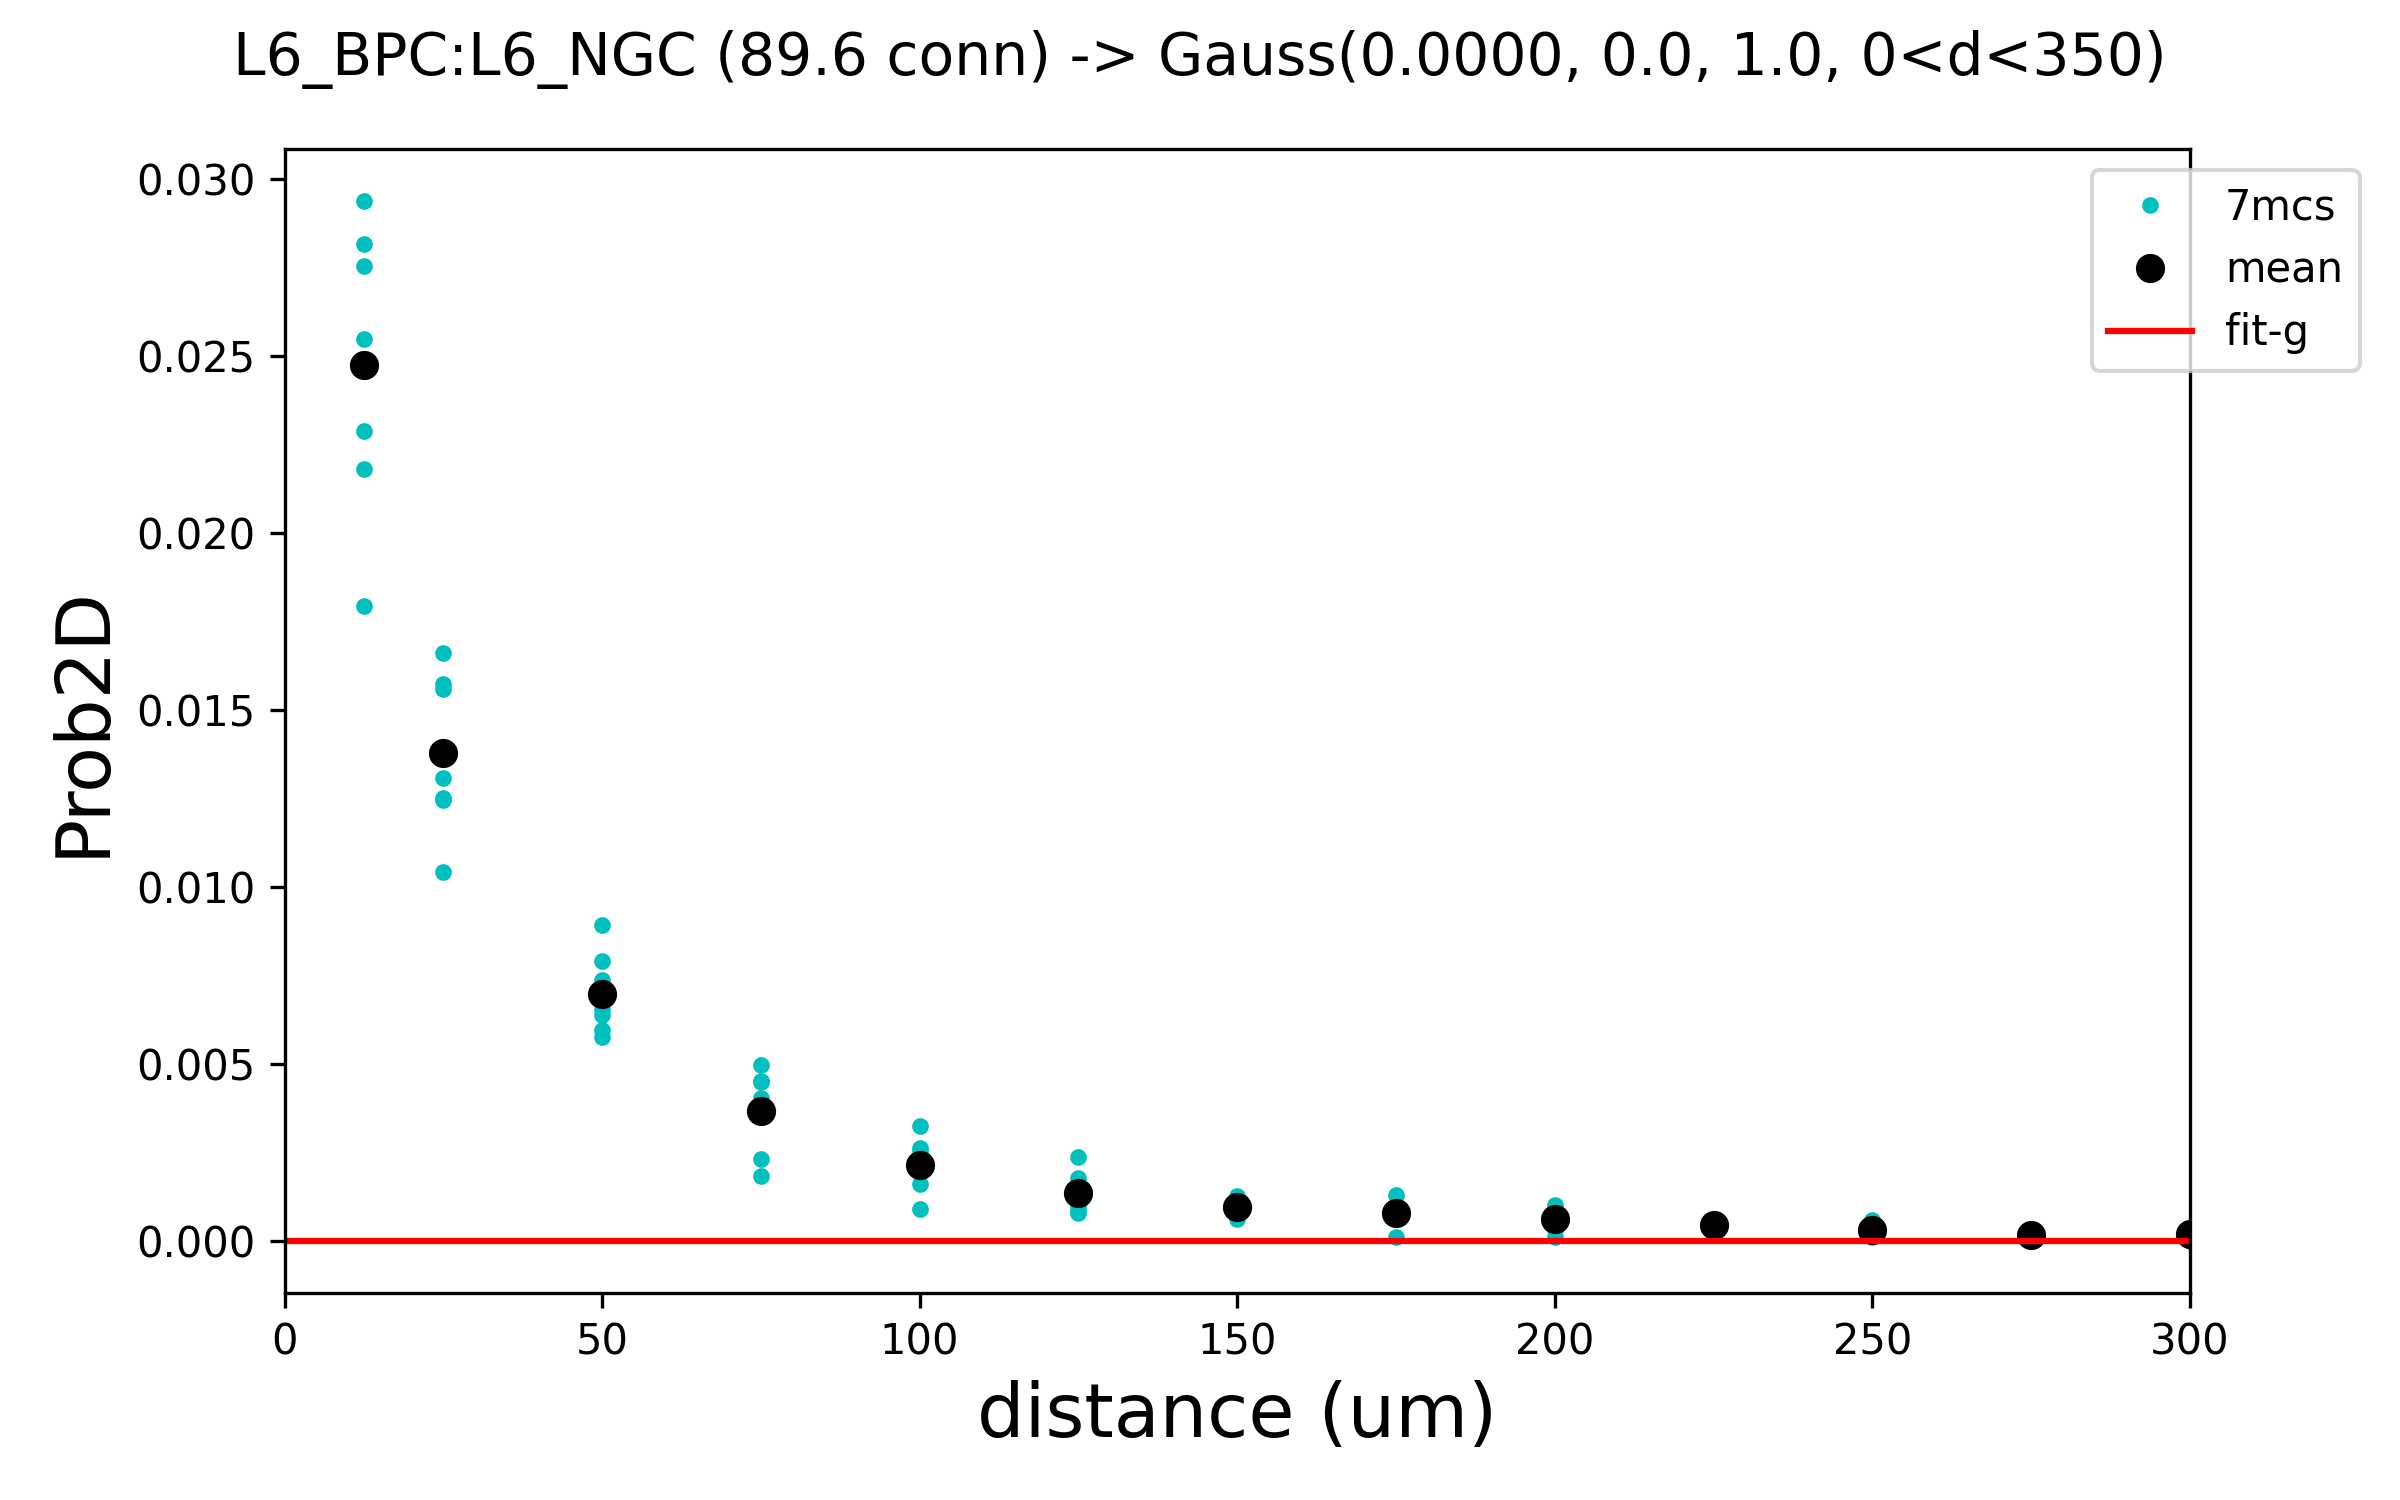 L6_BPC:L6_NGC (89.6 conn) -> Gauss(0.0000, 0.0, 1.0, 0<d<350)
7mcs
mean
fit-g
Prob2D
0.030
0.025
0.020
0.015
0.010
0.005
0.000
0 50 100 150 200 250 300
distance (um)